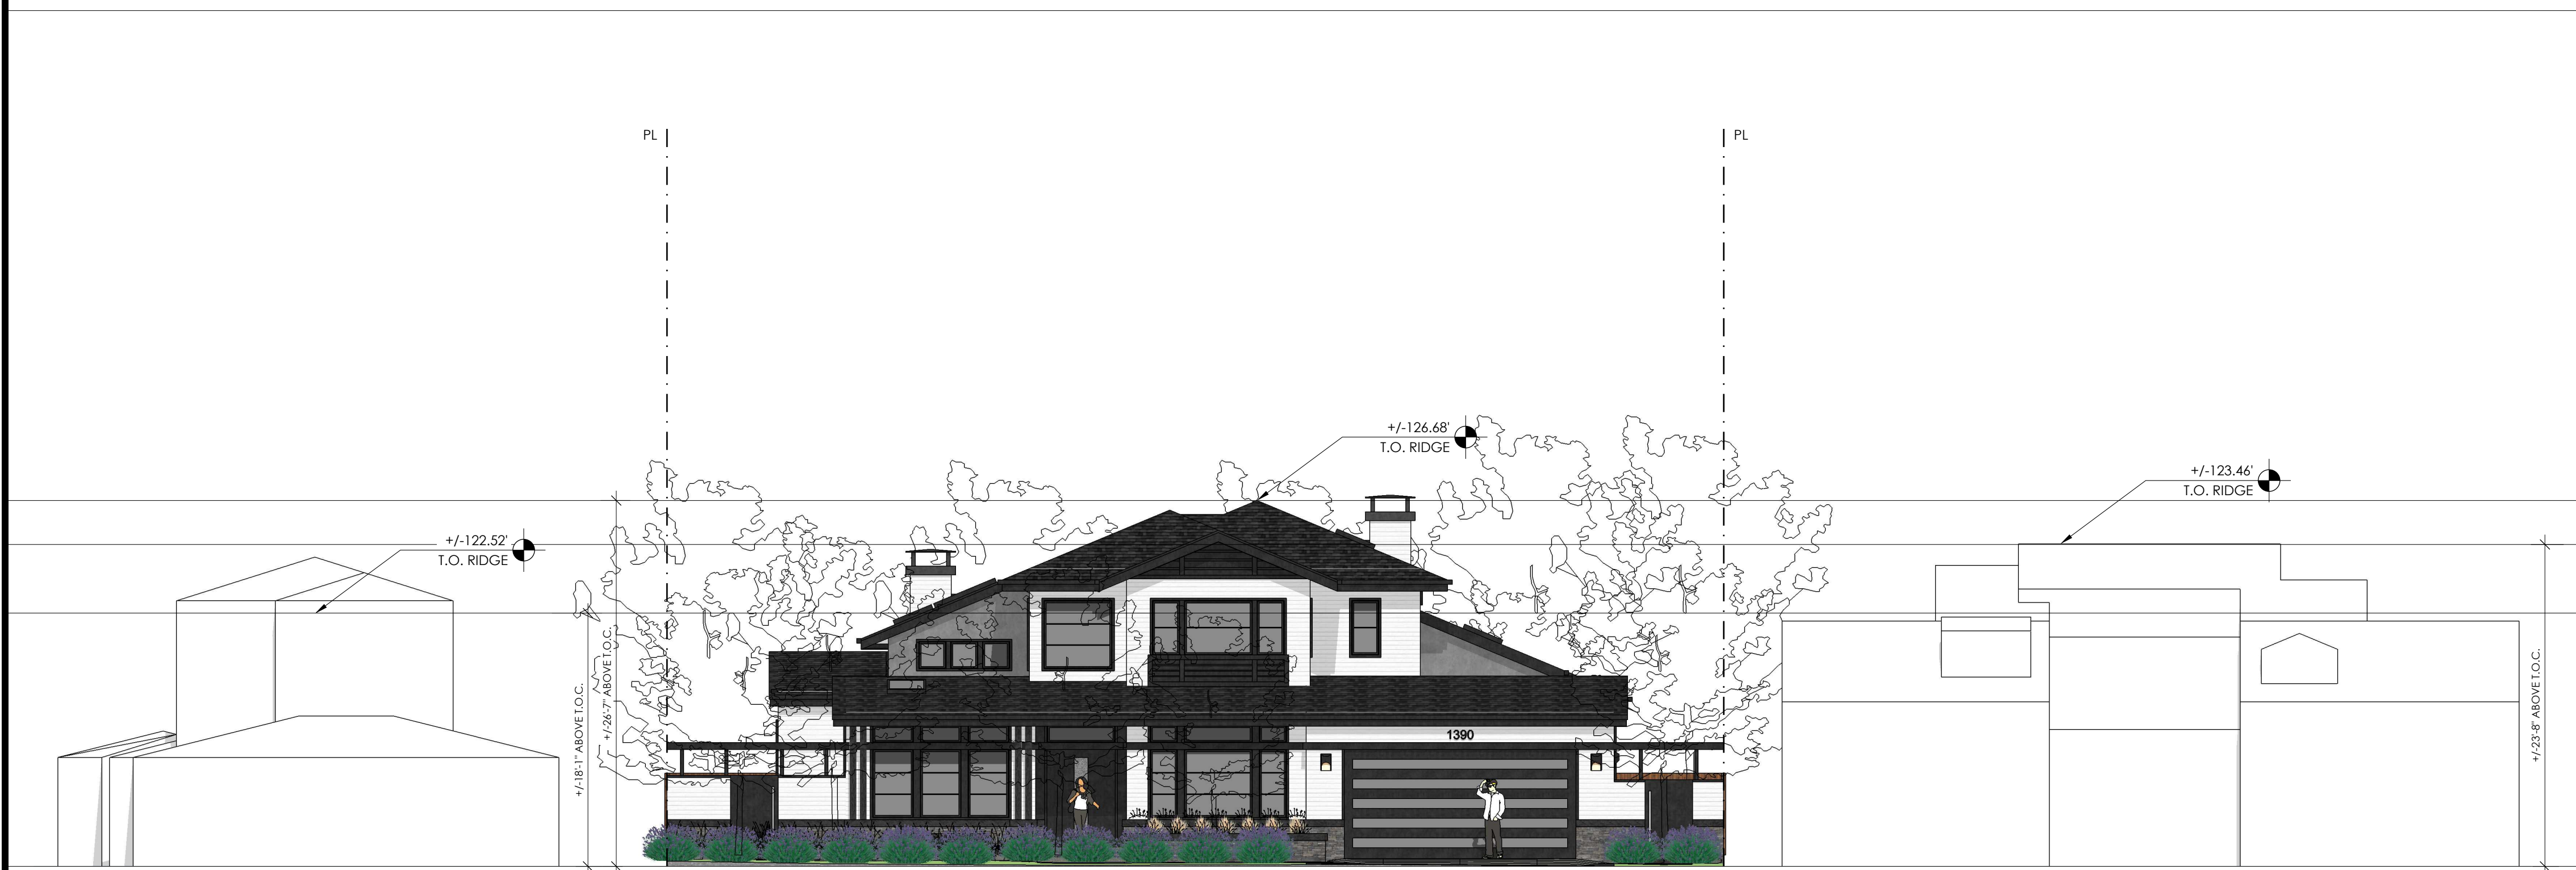 PL
PL
+/-126.68'
T.O. RIDGE
+/-123.46'
T.O. RIDGE
+/-122.52'
T.O. RIDGE
+/-18'-1" ABOVE T.O.C.
+/-26'-7" ABOVE T.O.C.
+/-23'-8" ABOVE T.O.C.
1390